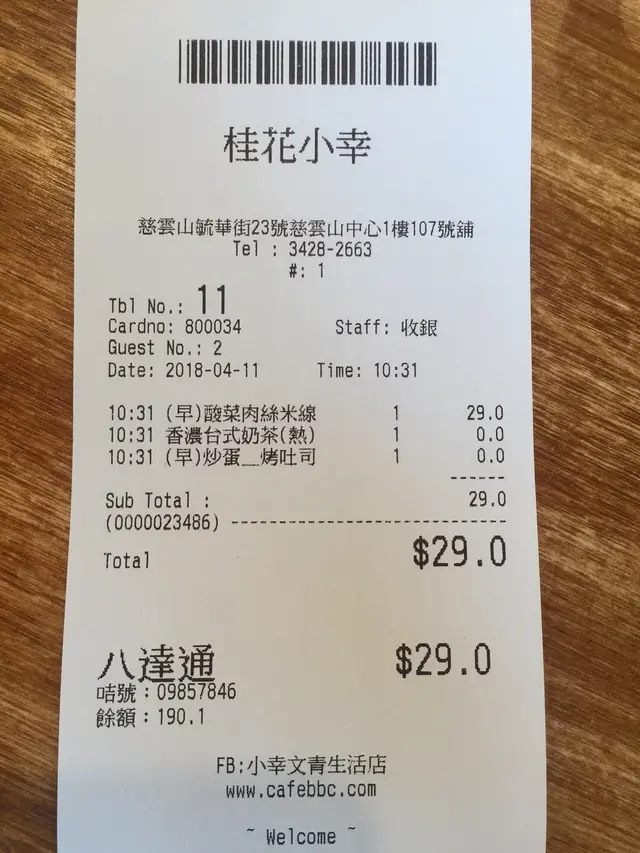 桂花小幸
慈雲山毓華街23號慈雲山中心1樓107號舖
Tel : 3428-2663
#: 1
Tbl No.: 11
Cardno: 800034 Staff: 收銀
Guest No.: 2
Date: 2018-04-11 Time: 10:31
10:31 (早)酸菜肉絲米線 1 29.0
10:31 香濃台式奶茶(熱) 1 0.0
10:31 (早)炒蛋__烤吐司 1 0.0
------
Sub Total : 29.0
(0000023486) ------------------------------
Total $29.0
八達通 $29.0
咭號：09857846
餘額：190.1
FB:小幸文青生活店
www.cafebbc.com
~ Welcome ~